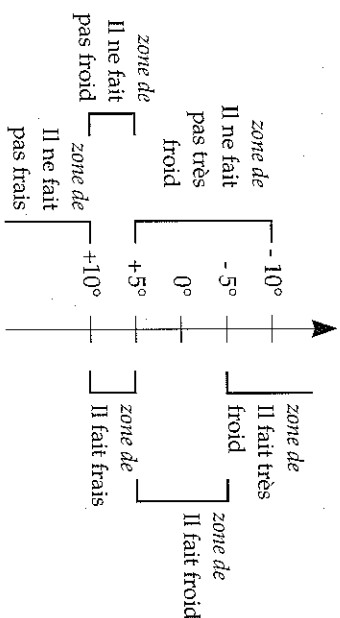 zone de
Il ne fait
pas très
froid
zone de
Il ne fait
pas froid
zone de
Il ne fait
pas frais
- 10°
- 5°
0°
+5°
+10°
zone de
Il fait très
froid
zone de
Il fait froid
zone de
Il fait frais